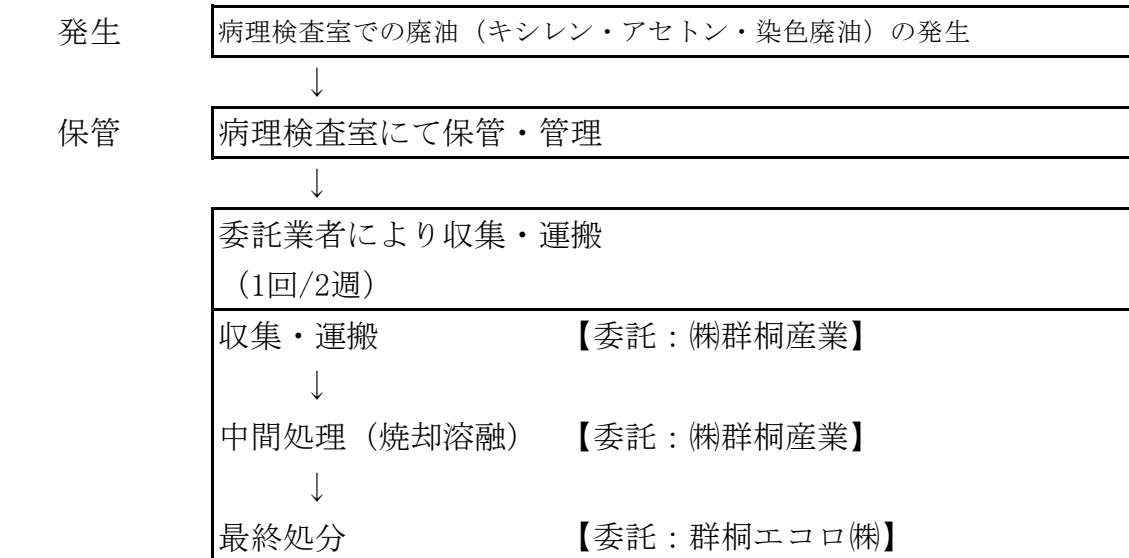 発生 病理検査室での廃油（キシレン・アセトン・染色廃油）の発生
↓
保管 病理検査室にて保管・管理
↓
委託業者により収集・運搬
（1回/2週）
収集・運搬 【委託：㈱群桐産業】
↓
中間処理（焼却溶融） 【委託：㈱群桐産業】
↓
最終処分 【委託：群桐エコロ㈱】